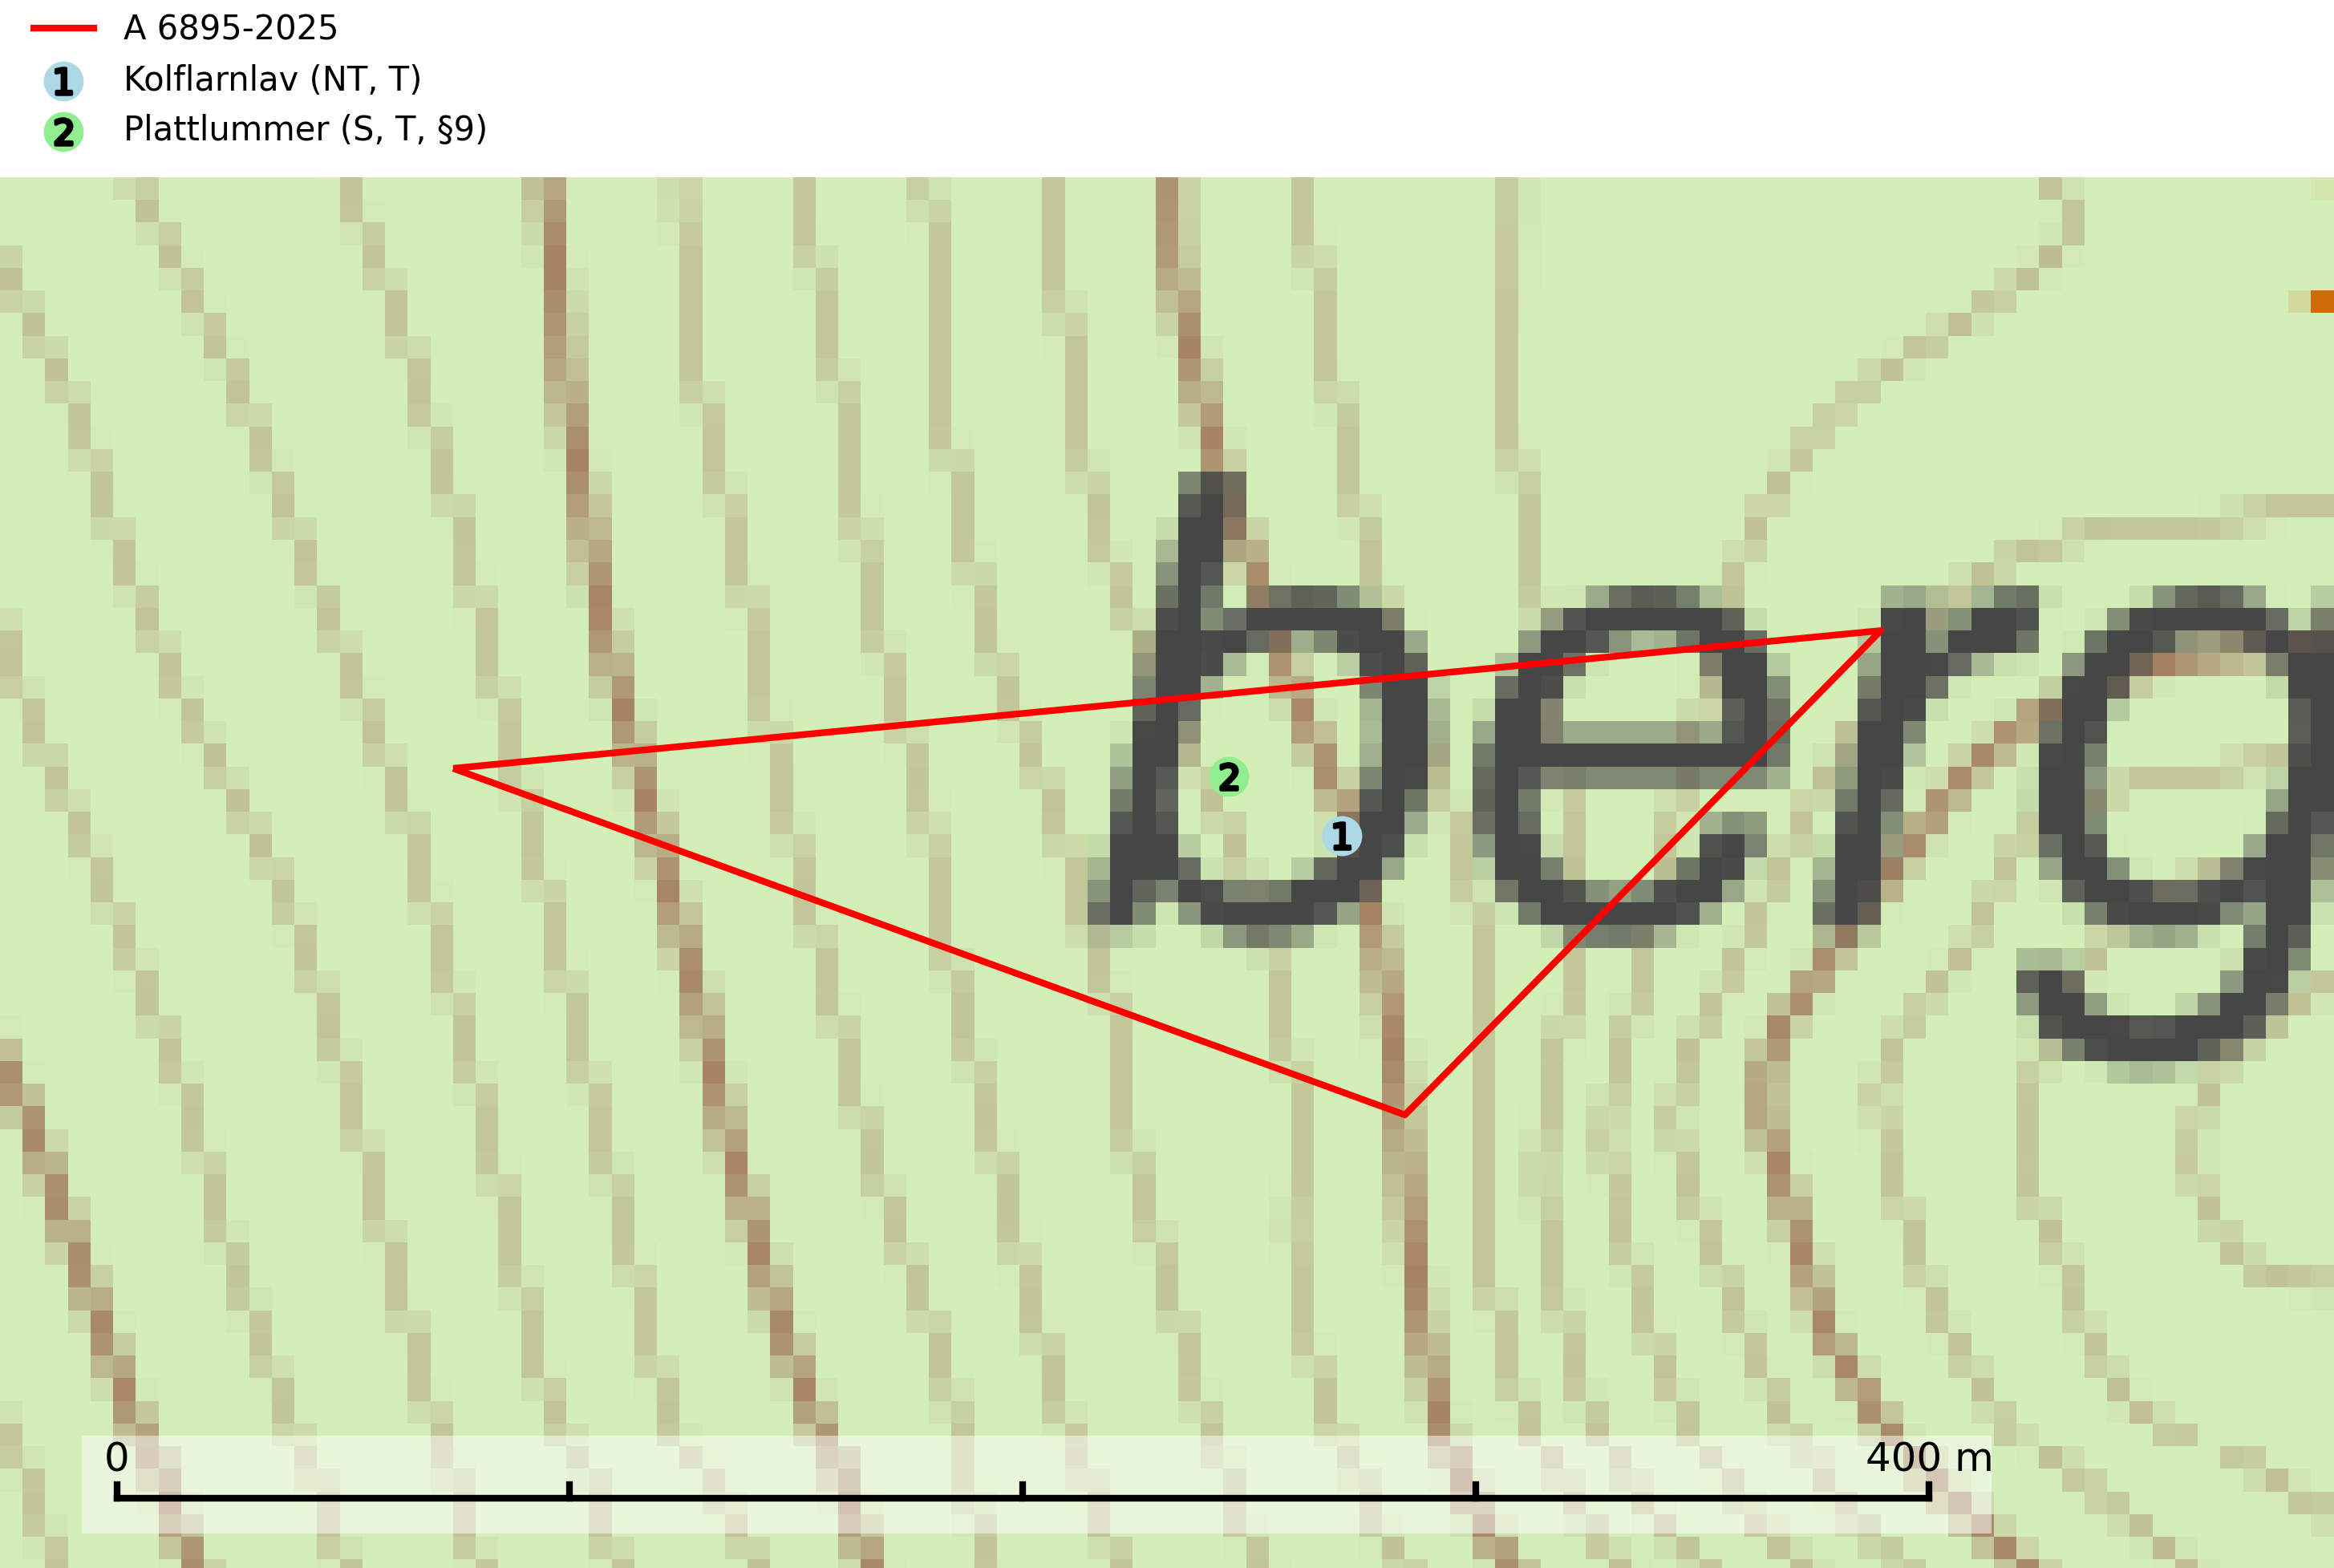 A 6895-2025
1 Kolflarnlav (NT, T)
2 Plattlummer (S, T, §9)
berg
2
1
0 400 m